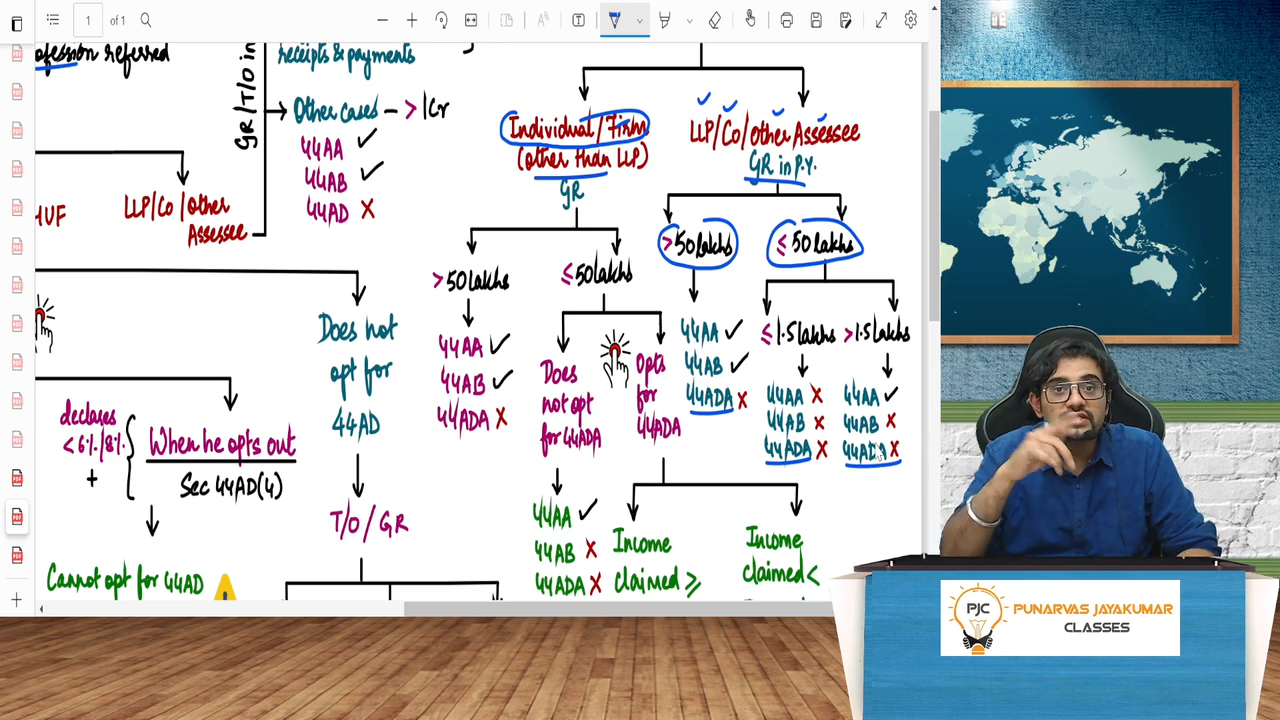 1 of 1
ofession referred
receipts & payments
GR/T/O in
Other cases - > 1Cr
44AA ✓
44AB ✓
44AD X
HUF
LLP/Co/other
Assessee
Individual/Firm
(other than LLP)
GR
LLP/Co/other Assessee
GR in P.Y.
>50 lakhs
≤ 50 lakhs
> 50 lakhs
≤ 50 lakhs
44AA ✓
44AB ✓
44ADA X
Does
not opt
for 44ADA
Opts
for
44ADA
44AA ✓
44AB ✓
44ADA X
≤ 1.5 lakhs
> 1.5 lakhs
44AA X
44AB X
44ADA X
44AA ✓
44AB X
44ADA X
Does not
opt for
44AD
T/O / GR
declares
< 6% / 8%
+
When he opts out
Sec 44AD(4)
Cannot opt for 44AD
44AA ✓
44AB X
44ADA X
Income
claimed ≥
Income
claimed <
PJC
PUNARVAS JAYAKUMAR
CLASSES